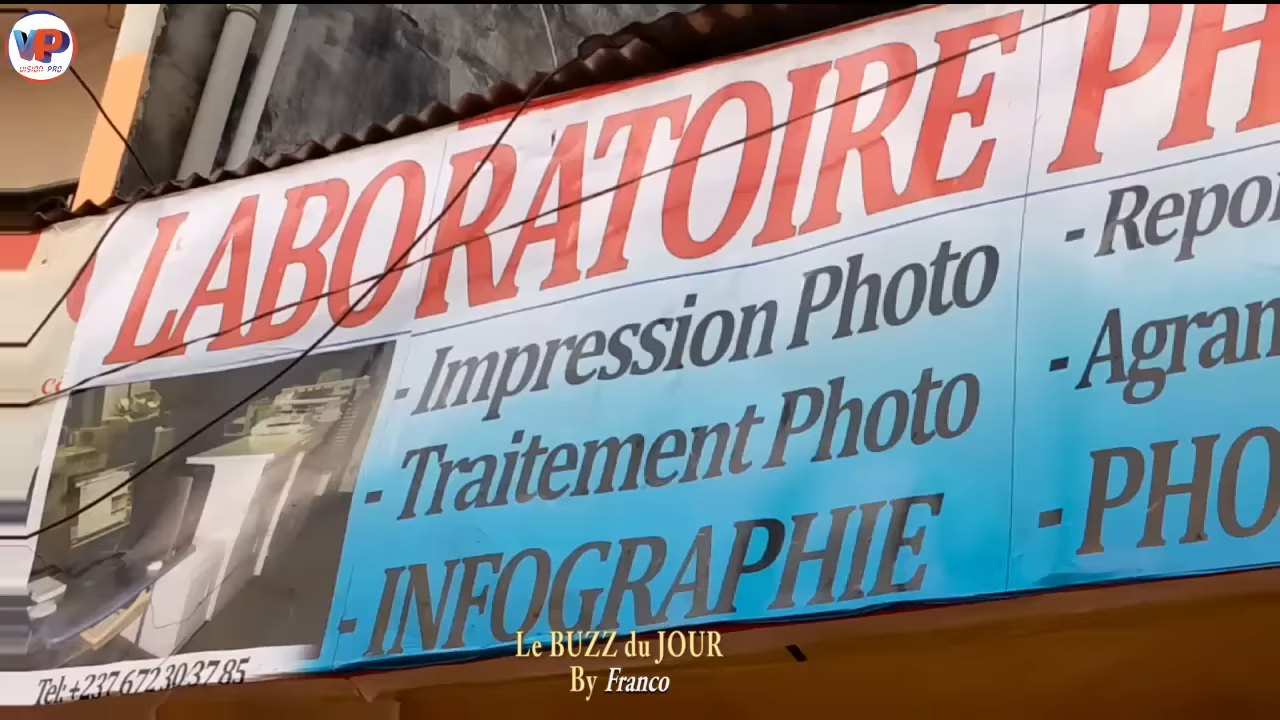 VP
VISION PRO
LABORATOIRE PH
- Impression Photo
- Traitement Photo
- INFOGRAPHIE
- Repor
- Agran
- PHO
Tel: +237 672 30 37 85
Le BUZZ du JOUR
By Franco